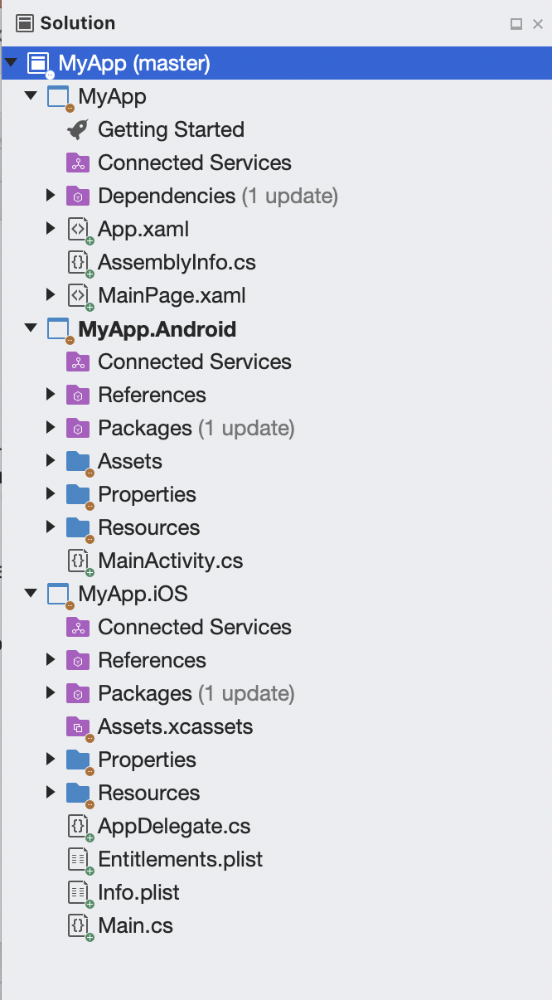 Solution
MyApp (master)
MyApp
Getting Started
Connected Services
Dependencies (1 update)
App.xaml
AssemblyInfo.cs
MainPage.xaml
MyApp.Android
Connected Services
References
Packages (1 update)
Assets
Properties
Resources
MainActivity.cs
MyApp.iOS
Connected Services
References
Packages (1 update)
Assets.xcassets
Properties
Resources
AppDelegate.cs
Entitlements.plist
Info.plist
Main.cs